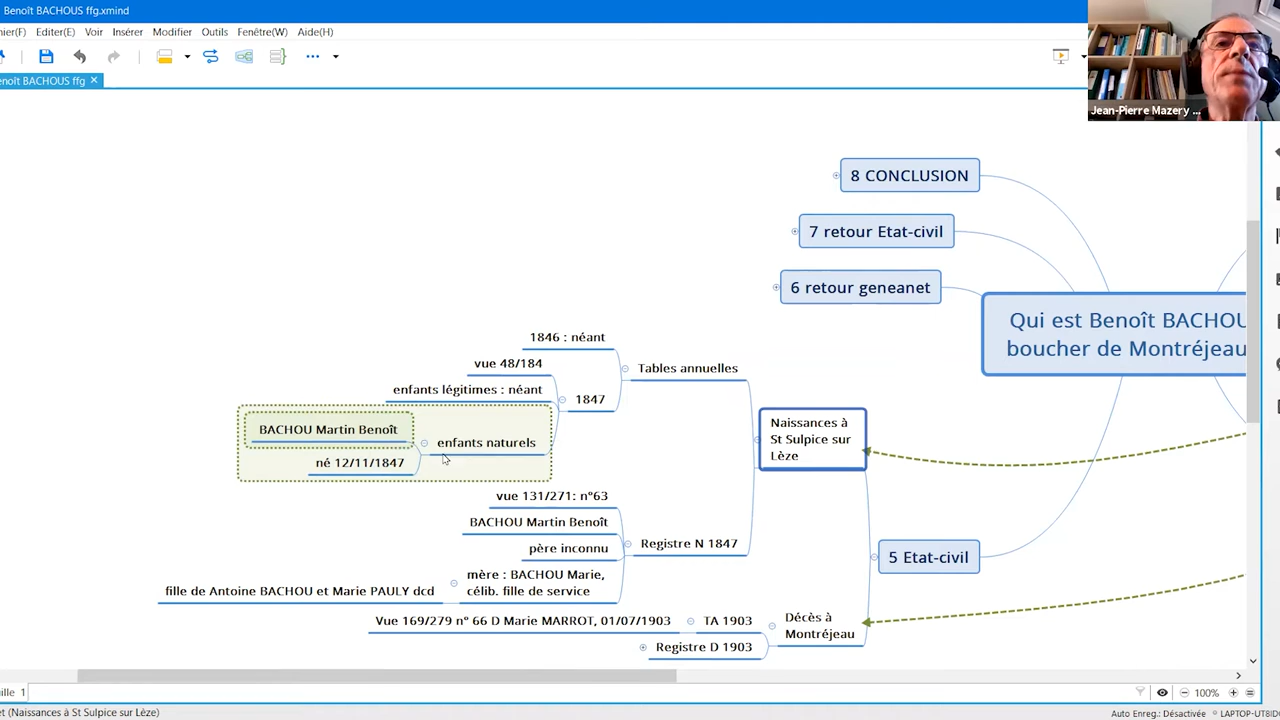 Benoît BACHOUS ffg.xmind
hier(F) Editer(E) Voir Insérer Modifier Outils Fenêtre(W) Aide(H)
enoît BACHOUS ffg
Jean-Pierre Mazery ...
8 CONCLUSION
7 retour Etat-civil
6 retour geneanet
Qui est Benoît BACHOU
boucher de Montréjeau
1846 : néant
vue 48/184
Tables annuelles
enfants légitimes : néant
1847
BACHOU Martin Benoît
enfants naturels
né 12/11/1847
Naissances à
St Sulpice sur
Lèze
vue 131/271: n°63
BACHOU Martin Benoît
Registre N 1847
père inconnu
mère : BACHOU Marie,
célib. fille de service
fille de Antoine BACHOU et Marie PAULY dcd
5 Etat-civil
Vue 169/279 n° 66 D Marie MARROT, 01/07/1903
TA 1903
Décès à
Montréjeau
Registre D 1903
uille 1
100%
et (Naissances à St Sulpice sur Lèze)
Auto Enreg.: Désactivée
LAPTOP-UT8ID